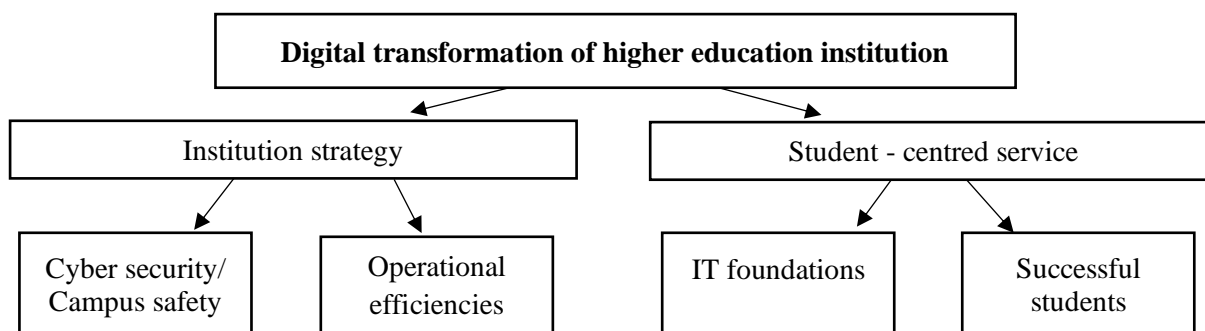 Digital transformation of higher education institution
Institution strategy
Student - centred service
Cyber security/
Campus safety
Operational
efficiencies
IT foundations
Successful
students